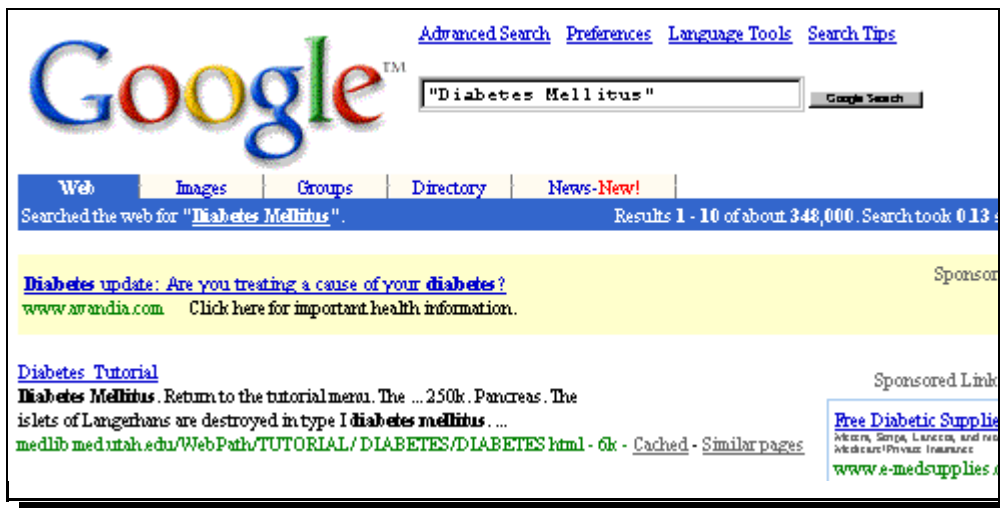 Advanced Search Preferences Language Tools Search Tips
Google™
"Diabetes Mellitus"
Google Search
Web Images Groups Directory News-New!
Searched the web for "Diabetes Mellitus". Results 1 - 10 of about 348,000. Search took 0.13 s
Diabetes update: Are you treating a cause of your diabetes? Sponsor
www.avandia.com Click here for important health information.
Diabetes Tutorial
Diabetes Mellitus. Return to the tutorial menu. The ... 250k. Pancreas. The
islets of Langerhans are destroyed in type I diabetes mellitus. ...
medlib.med.utah.edu/WebPath/TUTORIAL/DIABETES/DIABETES.html - 6k - Cached - Similar pages
Sponsored Link
Free Diabetic Supplie
Medicare/Private Insurance
www.e-medsupplies.